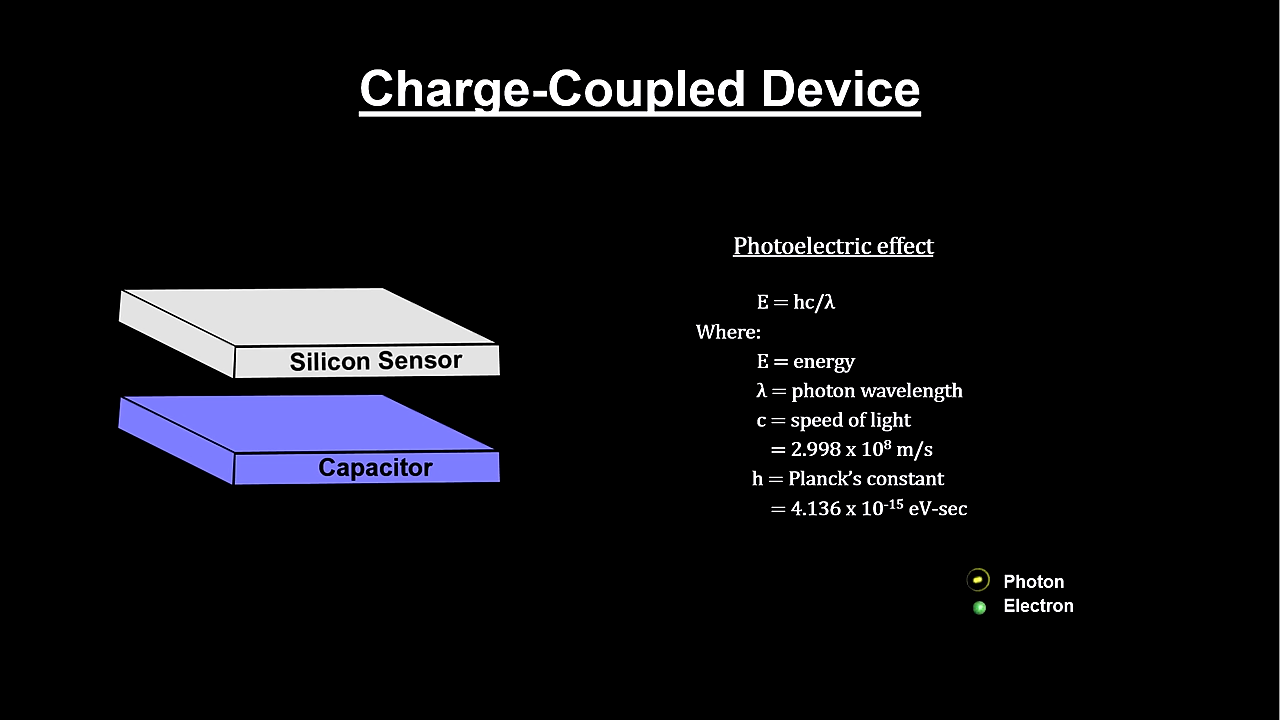 Charge-Coupled Device
Silicon Sensor
Capacitor
Photoelectric effect
E = hc/λ
Where:
E = energy
λ = photon wavelength
c = speed of light
= 2.998 x 10⁸ m/s
h = Planck’s constant
= 4.136 x 10⁻¹⁵ eV-sec
Photon
Electron